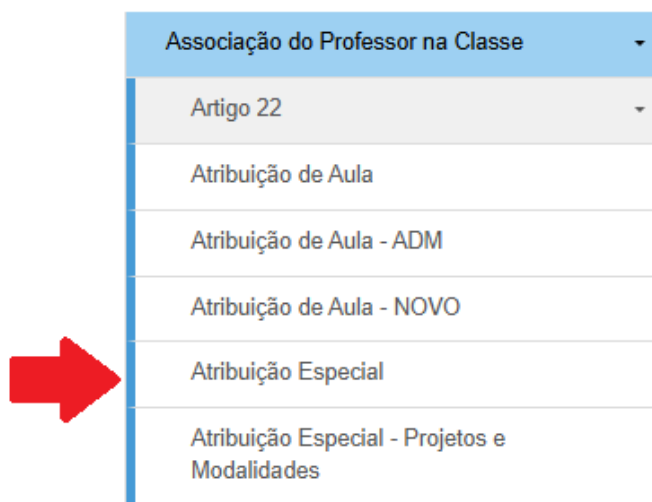 Associação do Professor na Classe
Artigo 22
Atribuição de Aula
Atribuição de Aula - ADM
Atribuição de Aula - NOVO
Atribuição Especial
Atribuição Especial - Projetos e
Modalidades